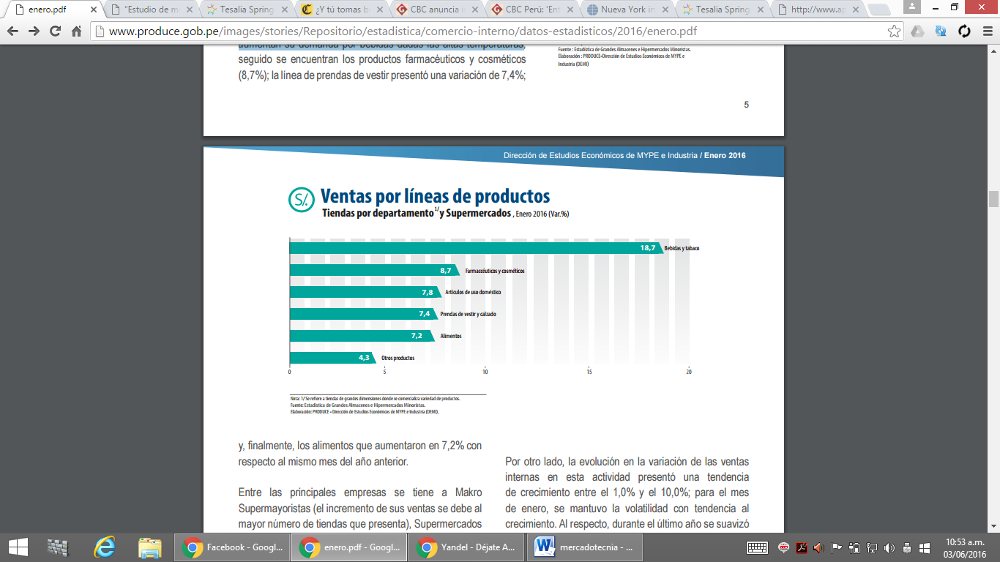 enero.pdf
"Estudio de m
Tesalia Spring
¿Y tú tomas b
CBC anuncia i
CBC Perú: 'Ent
Nueva York in
Tesalia Spring
http://www.ap
www.produce.gob.pe/images/stories/Repositorio/estadistica/comercio-interno/datos-estadisticos/2016/enero.pdf
aumentan su demanda por bebidas dadas las altas temperaturas,
seguido se encuentran los productos farmacéuticos y cosméticos
(8,7%); la línea de prendas de vestir presentó una variación de 7,4%;
Fuente : Estadística de Grandes Almacenes e Hipermercados Minoristas.
Elaboración : PRODUCE-Dirección de Estudios Económicos de MYPE e
Industria (DEMI)
5
Dirección de Estudios Económicos de MYPE e Industria / Enero 2016
S/.
Ventas por líneas de productos
Tiendas por departamento 1/ y Supermercados , Enero 2016 (Var.%)
18,7 Bebidas y tabaco
8,7 Farmaccéuticos y cosméticos
7,8 Artículos de uso doméstico
7,4 Prendas de vestir y calzado
7,2 Alimentos
4,3 Otros productos
0 5 10 15 20
Nota: 1/ Se refiere a tiendas de grandes dimensiones donde se comercializa variedad de productos.
Fuente: Estadística de Grandes Almacenes e Hipermercados Minoristas.
Elaboración: PRODUCE - Dirección de Estudios Económicos de MYPE e Industria (DEMI).
y, finalmente, los alimentos que aumentaron en 7,2% con
respecto al mismo mes del año anterior.
Entre las principales empresas se tiene a Makro
Supermayoristas (el incremento de sus ventas se debe al
mayor número de tiendas que presenta), Supermercados
Por otro lado, la evolución en la variación de las ventas
internas en esta actividad presentó una tendencia
de crecimiento entre el 1,0% y el 10,0%; para el mes
de enero, se mantuvo la volatilidad con tendencia al
crecimiento. Al respecto, durante el último año se suavizó
Facebook - Googl...
enero.pdf - Googl...
Yandel - Déjate A...
mercadotecnia - ...
10:53 a.m.
03/06/2016